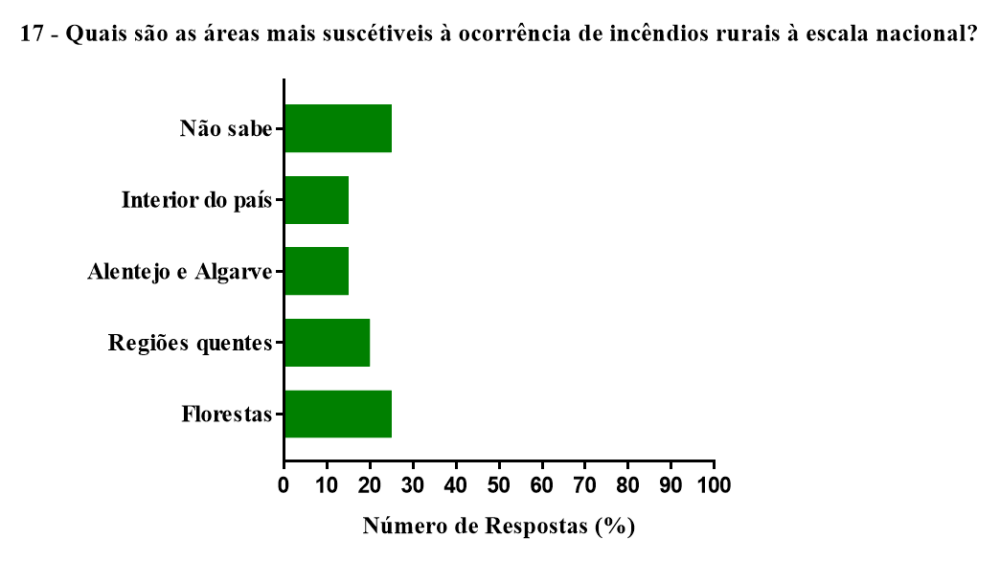 17 - Quais são as áreas mais suscétiveis à ocorrência de incêndios rurais à escala nacional?
Não sabe
Interior do país
Alentejo e Algarve
Regiões quentes
Florestas
0 10 20 30 40 50 60 70 80 90 100
Número de Respostas (%)